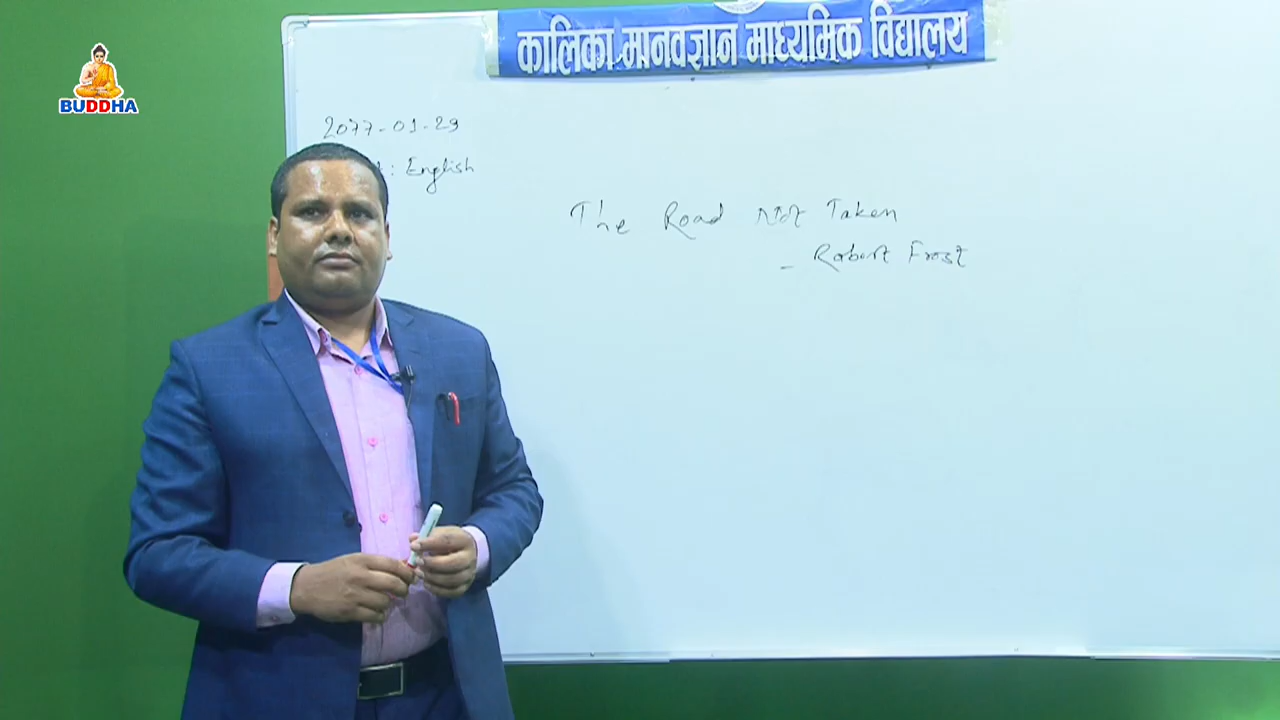 BUDDHA
कालिका मानवज्ञान माध्यमिक विद्यालय
2077-01-29
: English
The Road Not Taken
- Robert Frost